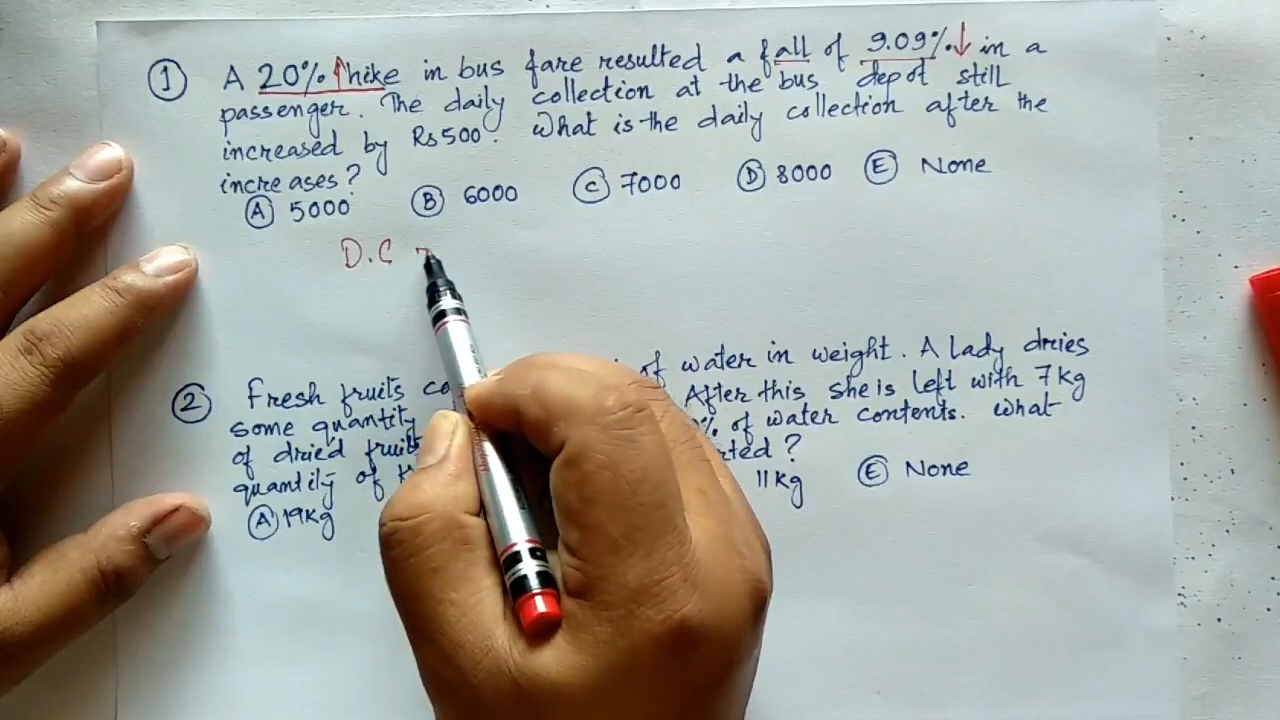 ① A 20%↑hike in bus fare resulted a fall of 9.09%↓ in a
passenger. The daily collection at the bus depot still
increased by Rs 500. What is the daily collection after the
increases?
Ⓐ 5000 Ⓑ 6000 Ⓒ 7000 Ⓓ 8000 Ⓔ None
D.C
② Fresh fruits of water in weight. A lady dries
some quantity After this she is left with 7kg
of dried fruits % of water contents. What
quantity of ?
Ⓐ 19kg 11kg Ⓔ None